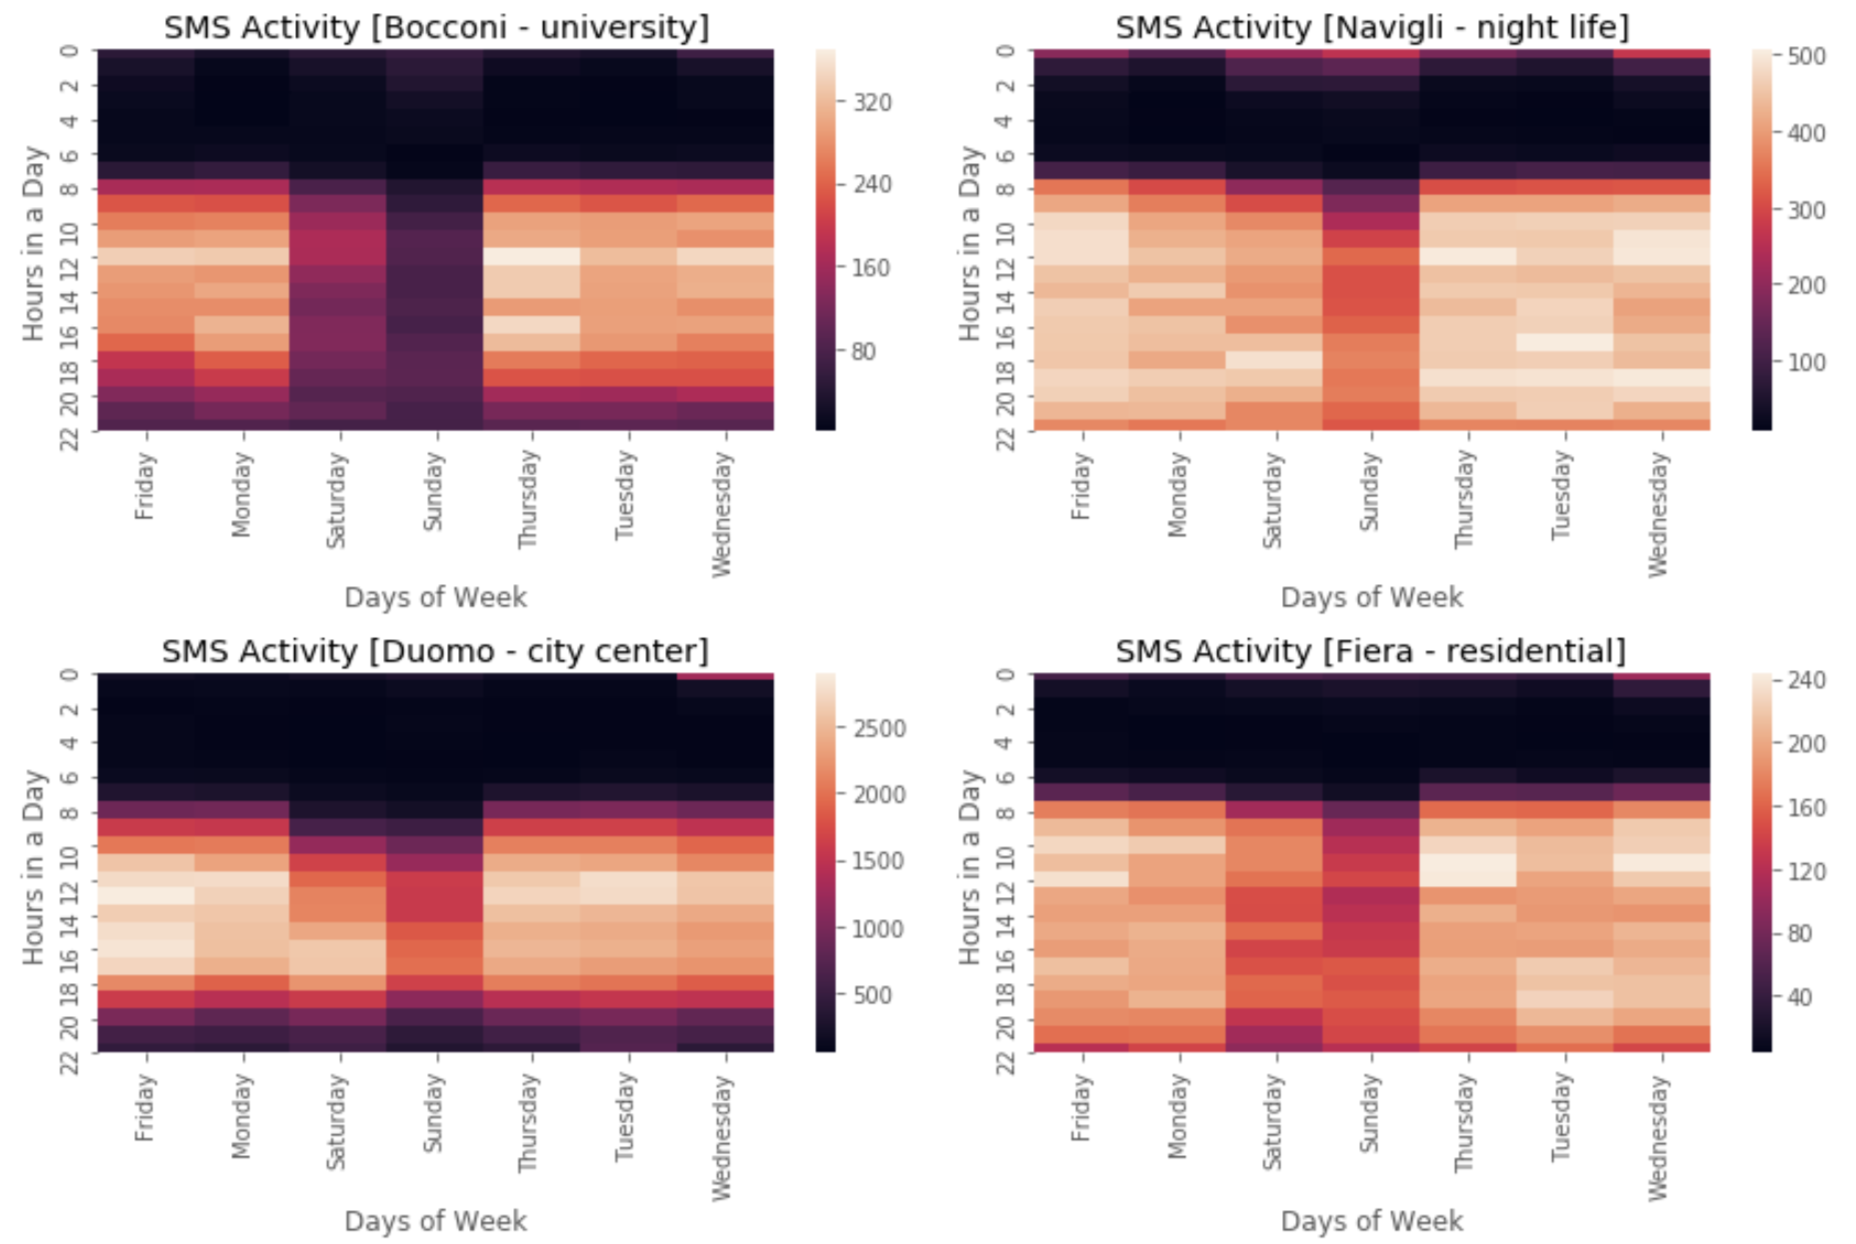 SMS Activity [Bocconi - university]
0
2
4
6
8
10
12
14
16
18
20
22
Hours in a Day
Friday
Monday
Saturday
Sunday
Thursday
Tuesday
Wednesday
Days of Week
320
240
160
80
SMS Activity [Navigli - night life]
0
2
4
6
8
10
12
14
16
18
20
22
Hours in a Day
Friday
Monday
Saturday
Sunday
Thursday
Tuesday
Wednesday
Days of Week
500
400
300
200
100
SMS Activity [Duomo - city center]
0
2
4
6
8
10
12
14
16
18
20
22
Hours in a Day
Friday
Monday
Saturday
Sunday
Thursday
Tuesday
Wednesday
Days of Week
2500
2000
1500
1000
500
SMS Activity [Fiera - residential]
0
2
4
6
8
10
12
14
16
18
20
22
Hours in a Day
Friday
Monday
Saturday
Sunday
Thursday
Tuesday
Wednesday
Days of Week
240
200
160
120
80
40